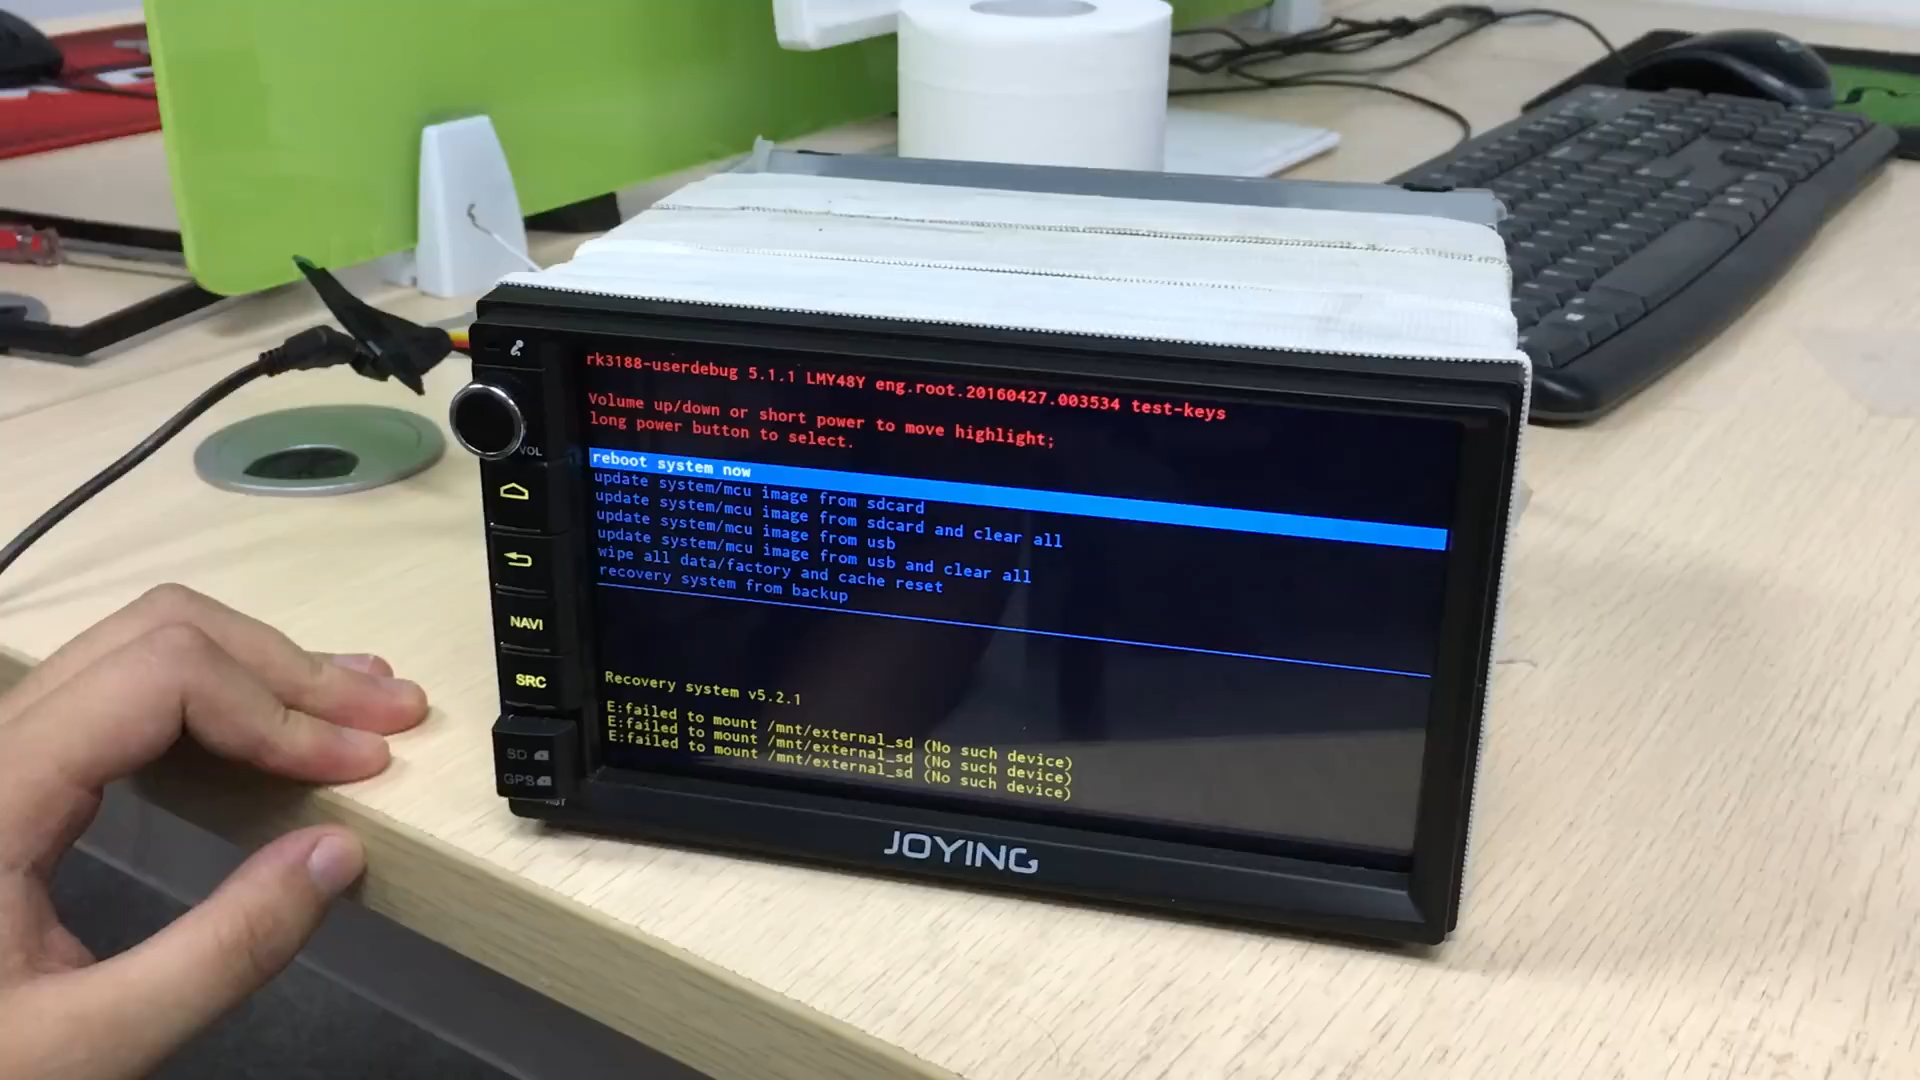 rk3188-userdebug 5.1.1 LMY48Y eng.root.20160427.003534 test-keys
Volume up/down or short power to move highlight;
long power button to select.
reboot system now
update system/mcu image from sdcard
update system/mcu image from sdcard and clear all
update system/mcu image from usb
update system/mcu image from usb and clear all
wipe all data/factory and cache reset
recovery system from backup
Recovery system v5.2.1
E:failed to mount /mnt/external_sd (No such device)
E:failed to mount /mnt/external_sd (No such device)
E:failed to mount /mnt/external_sd (No such device)
VOL
NAVI
SRC
SD
GPS
RST
JOYING